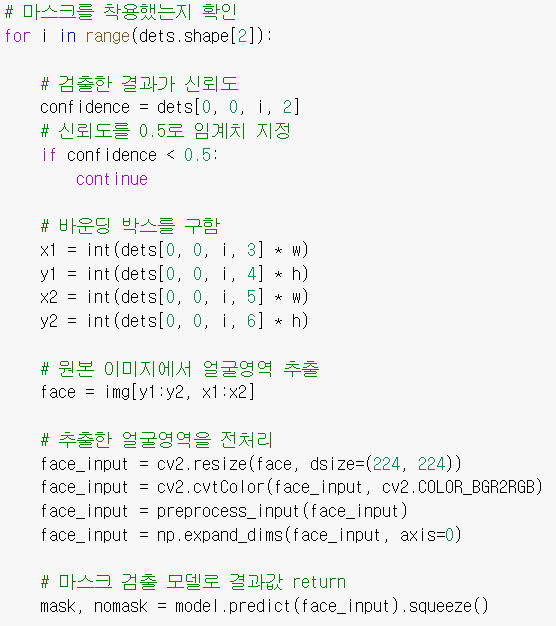 # 마스크를 착용했는지 확인
for i in range(dets.shape[2]):
# 검출한 결과가 신뢰도
confidence = dets[0, 0, i, 2]
# 신뢰도를 0.5로 임계치 지정
if confidence < 0.5:
continue
# 바운딩 박스를 구함
x1 = int(dets[0, 0, i, 3] * w)
y1 = int(dets[0, 0, i, 4] * h)
x2 = int(dets[0, 0, i, 5] * w)
y2 = int(dets[0, 0, i, 6] * h)
# 원본 이미지에서 얼굴영역 추출
face = img[y1:y2, x1:x2]
# 추출한 얼굴영역을 전처리
face_input = cv2.resize(face, dsize=(224, 224))
face_input = cv2.cvtColor(face_input, cv2.COLOR_BGR2RGB)
face_input = preprocess_input(face_input)
face_input = np.expand_dims(face_input, axis=0)
# 마스크 검출 모델로 결과값 return
mask, nomask = model.predict(face_input).squeeze()